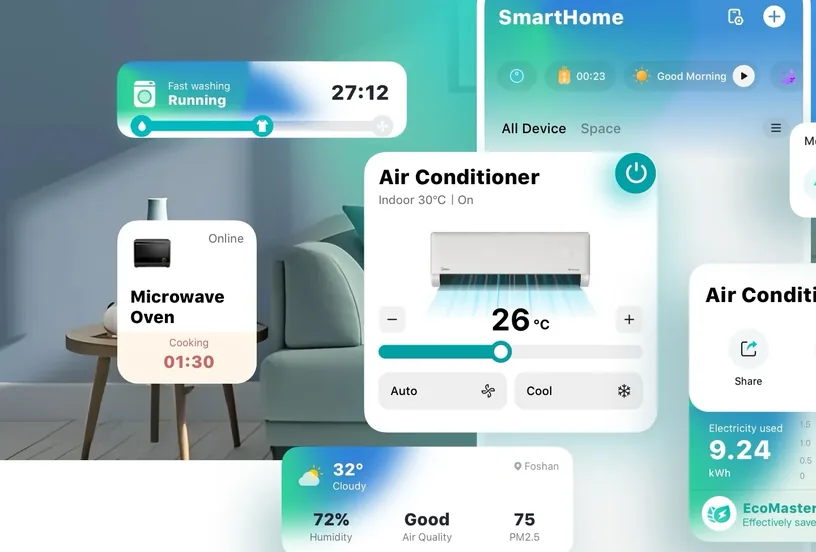 SmartHome
00:23
Good Morning
All Device
Space
Fast washing
Running
27:12
Air Conditioner
Indoor 30°C | On
26 °C
Auto
Cool
Online
Microwave
Oven
Cooking
01:30
Air Conditi
Share
Electricity used
9.24
kWh
1.5
1.0
0.5
0
EcoMaster
Effectively save
32°
Cloudy
Foshan
72%
Humidity
Good
Air Quality
75
PM2.5